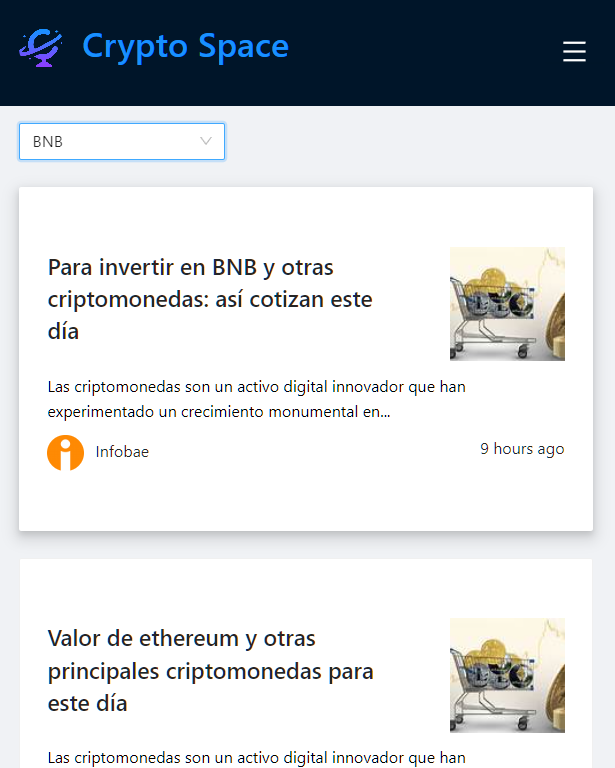 Crypto Space
BNB
Para invertir en BNB y otras
criptomonedas: así cotizan este
día
Las criptomonedas son un activo digital innovador que han
experimentado un crecimiento monumental en...
Infobae
9 hours ago
Valor de ethereum y otras
principales criptomonedas para
este día
Las criptomonedas son un activo digital innovador que han